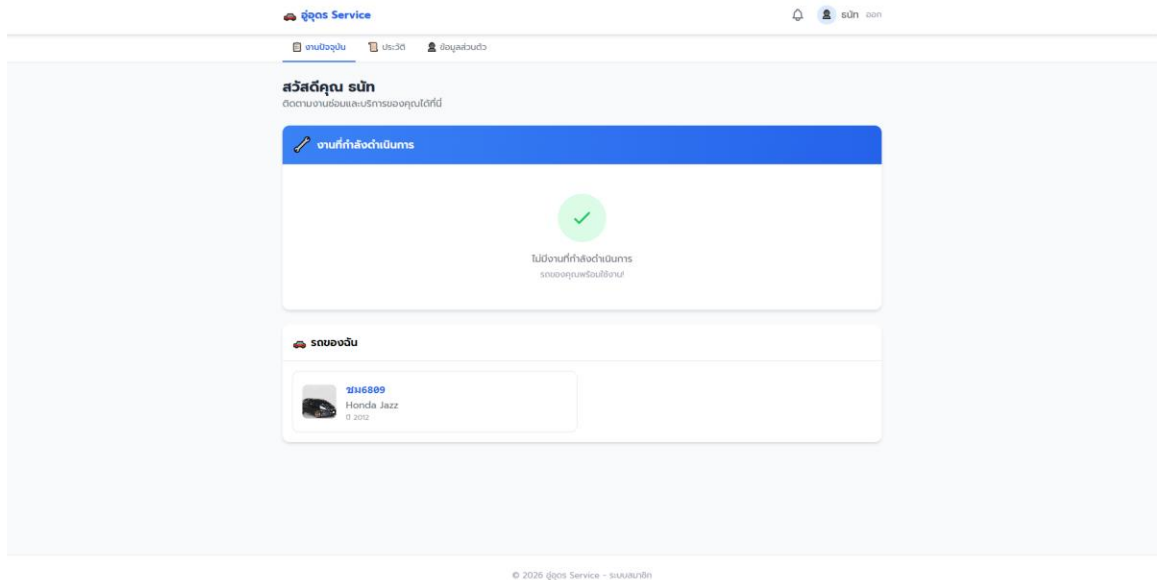 อู่อุดร Service
ธนัท ออก
งานปัจจุบัน ประวัติ ข้อมูลส่วนตัว
สวัสดีคุณ ธนัท
ติดตามงานซ่อมและบริการของคุณได้ที่นี่
งานที่กำลังดำเนินการ
ไม่มีงานที่กำลังดำเนินการ
รถของคุณพร้อมใช้งาน!
รถของฉัน
ชม6809
Honda Jazz
ปี 2012
© 2026 อู่อุดร Service - ระบบสมาชิก